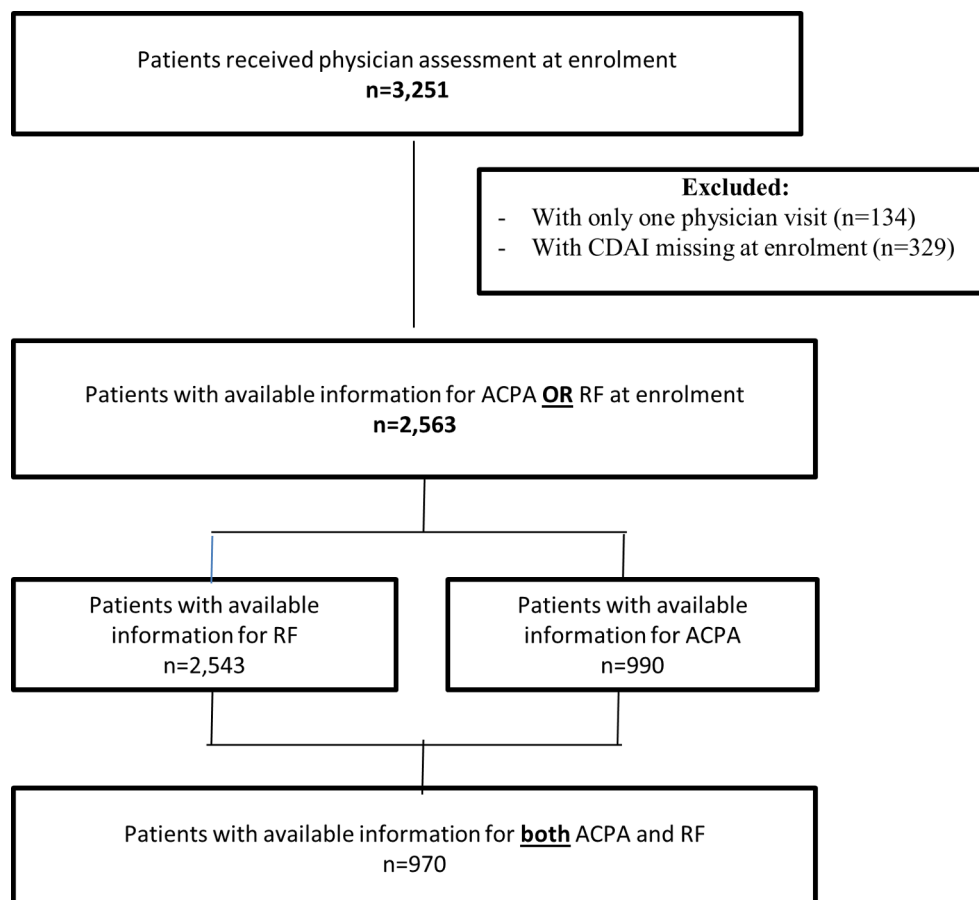 Patients received physician assessment at enrolment
n=3,251
Excluded:
- With only one physician visit (n=134)
- With CDAI missing at enrolment (n=329)
Patients with available information for ACPA OR RF at enrolment
n=2,563
Patients with available
information for RF
n=2,543
Patients with available
information for ACPA
n=990
Patients with available information for both ACPA and RF
n=970